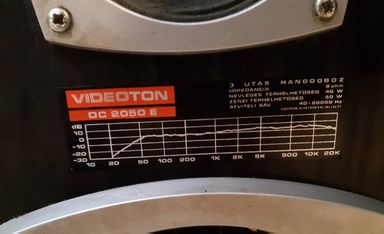 VIDEOTON
DC 2050 E
3 UTAS HANGDOBOZ
IMPEDANCIA 8 ohm
NEVLEGES TERHELHETŐSÉG 40 W
ZENEI TERHELHETŐSÉG 50 W
ÁTVITELI SÁV 40-20000 Hz
dB
10
0
-10
-20
-30
10 20 50 100 200 1K 2K 5K 10K 20K